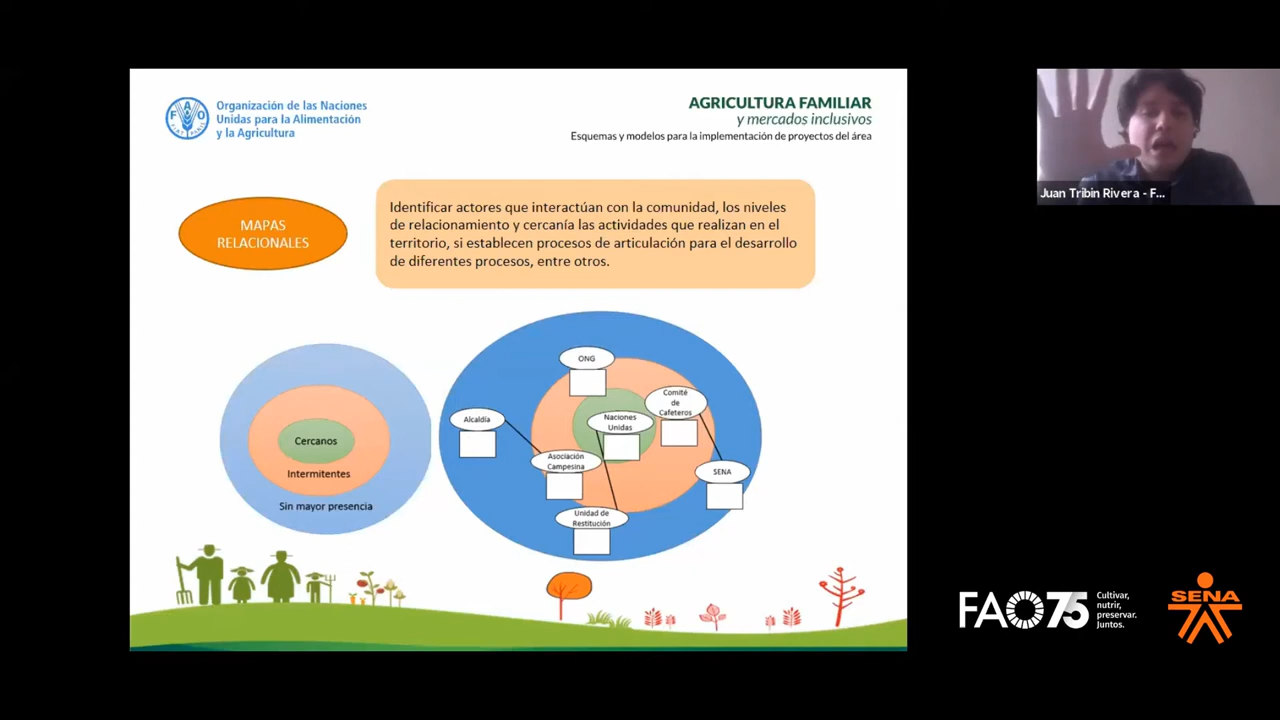 Organización de las Naciones
Unidas para la Alimentación
y la Agricultura
FAO
FIAT PANIS
AGRICULTURA FAMILIAR
y mercados inclusivos
Esquemas y modelos para la implementación de proyectos del área
MAPAS
RELACIONALES
Identificar actores que interactúan con la comunidad, los niveles
de relacionamiento y cercanía las actividades que realizan en el
territorio, si establecen procesos de articulación para el desarrollo
de diferentes procesos, entre otros.
Cercanos
Intermitentes
Sin mayor presencia
ONG
Comité
de
Cafeteros
Alcaldía
Naciones
Unidas
Asociación
Campesina
SENA
Unidad de
Restitución
Juan Tribin Rivera - F...
FAO75
Cultivar,
nutrir,
preservar.
Juntos.
SENA